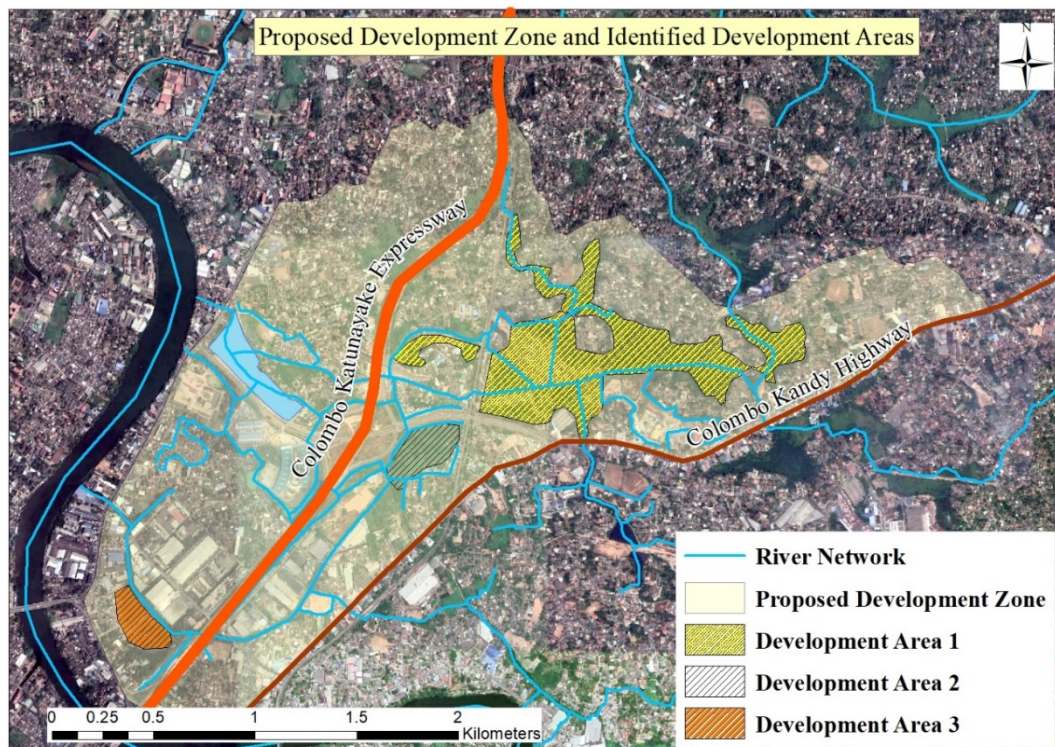 Proposed Development Zone and Identified Development Areas
N
Colombo Katunayake Expressway
Colombo Kandy Highway
River Network
Proposed Development Zone
Development Area 1
Development Area 2
Development Area 3
0 0.25 0.5 1 1.5 2
Kilometers